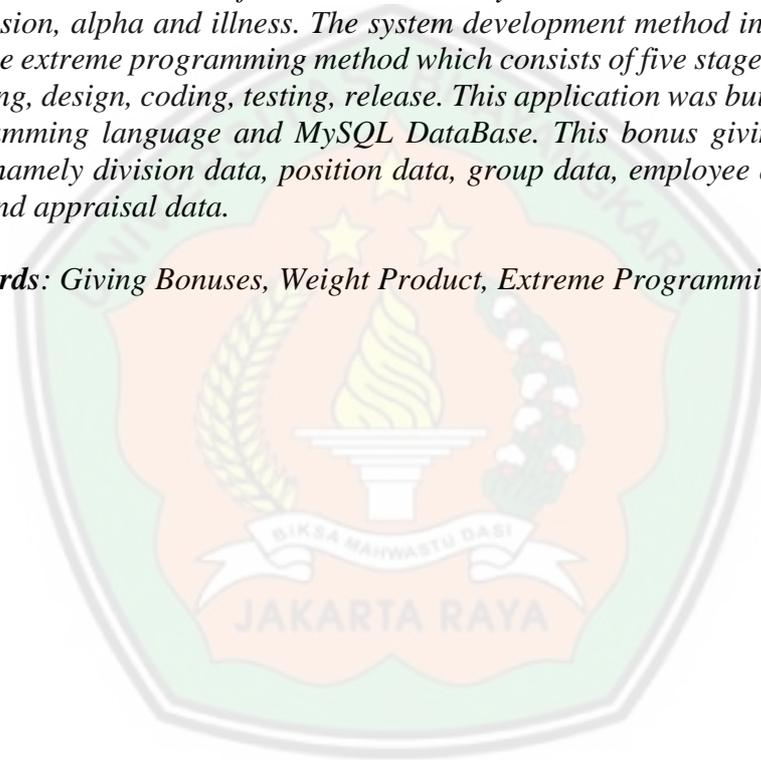 sion, alpha and illness. The system development method in
e extreme programming method which consists of five stage
ng, design, coding, testing, release. This application was bui
mming language and MySQL DataBase. This bonus givi
namely division data, position data, group data, employee
nd appraisal data.
rds: Giving Bonuses, Weight Product, Extreme Programmi
BIKSA MAHWASTU DASI
JAKARTA RAYA